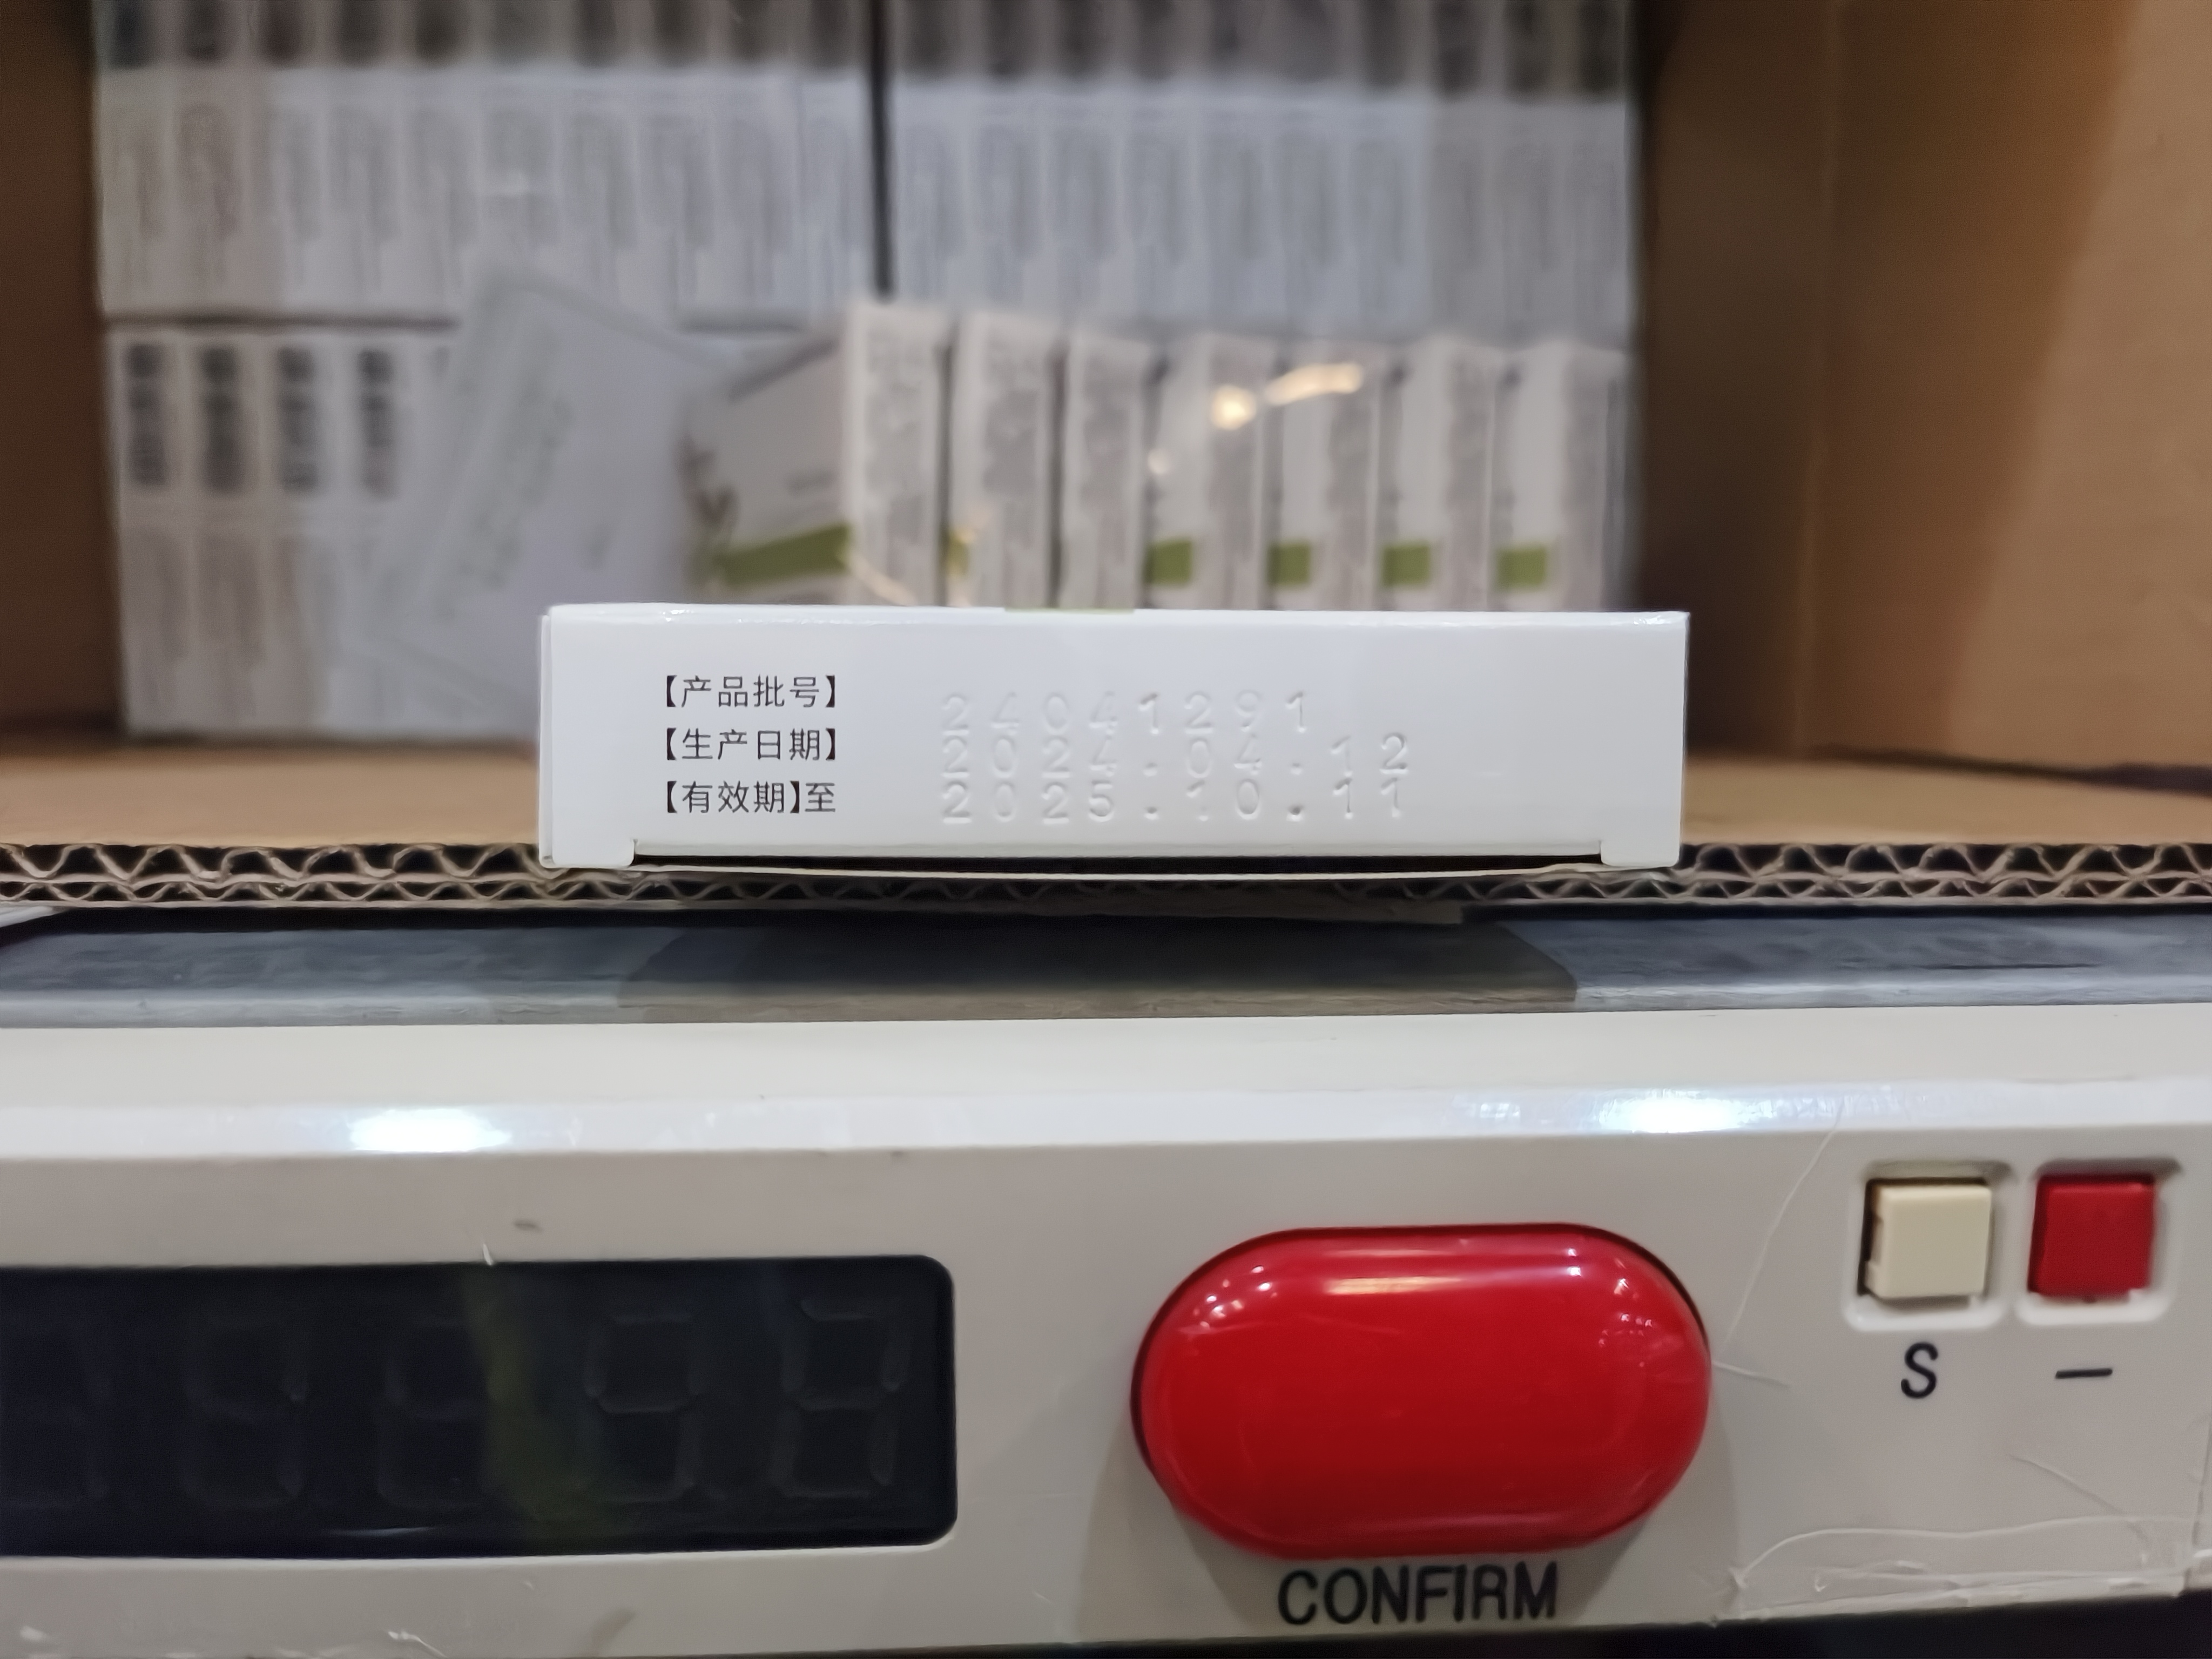 【产品批号】 24041291
【生产日期】 2024.04.12
【有效期】至 2025.10.11
S
—
CONFIRM